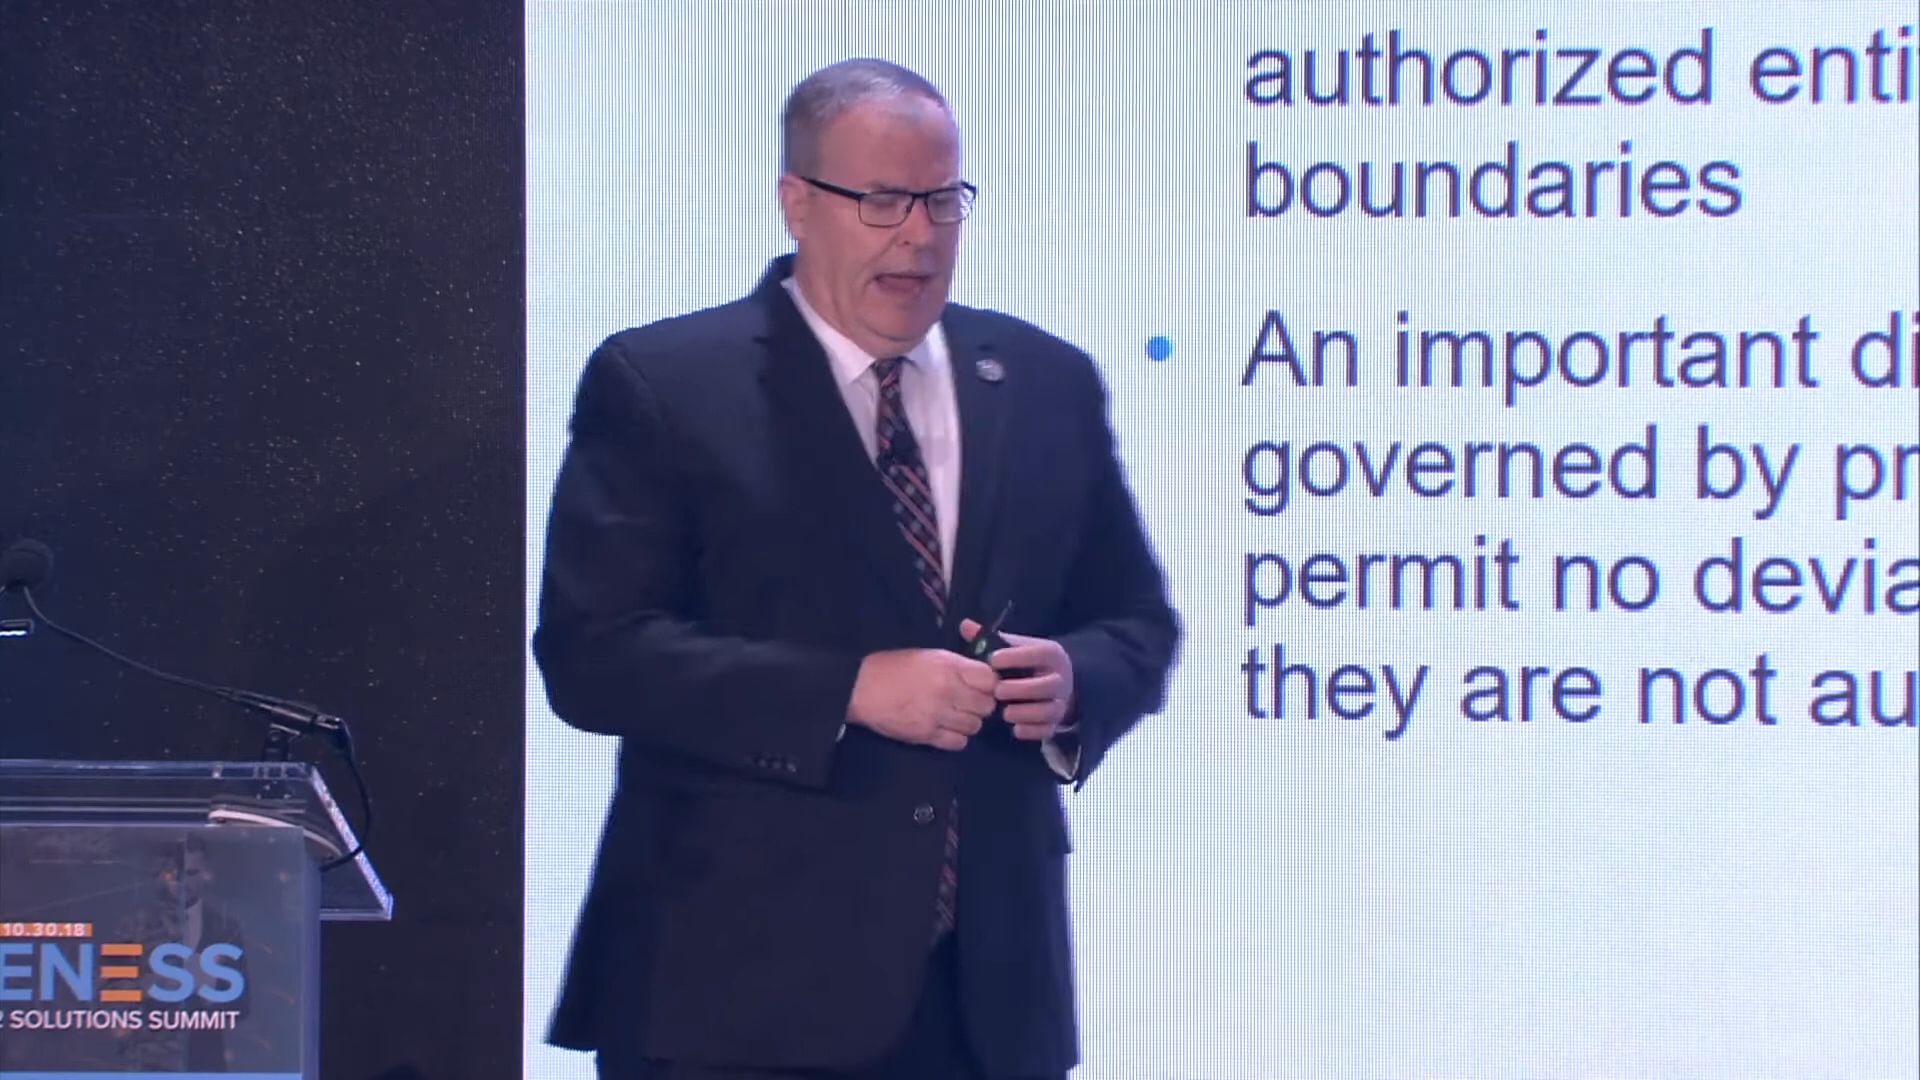 authorized enti
boundaries
• An important di
governed by pr
permit no devia
they are not au
10.30.18
ENESS
SOLUTIONS SUMMIT